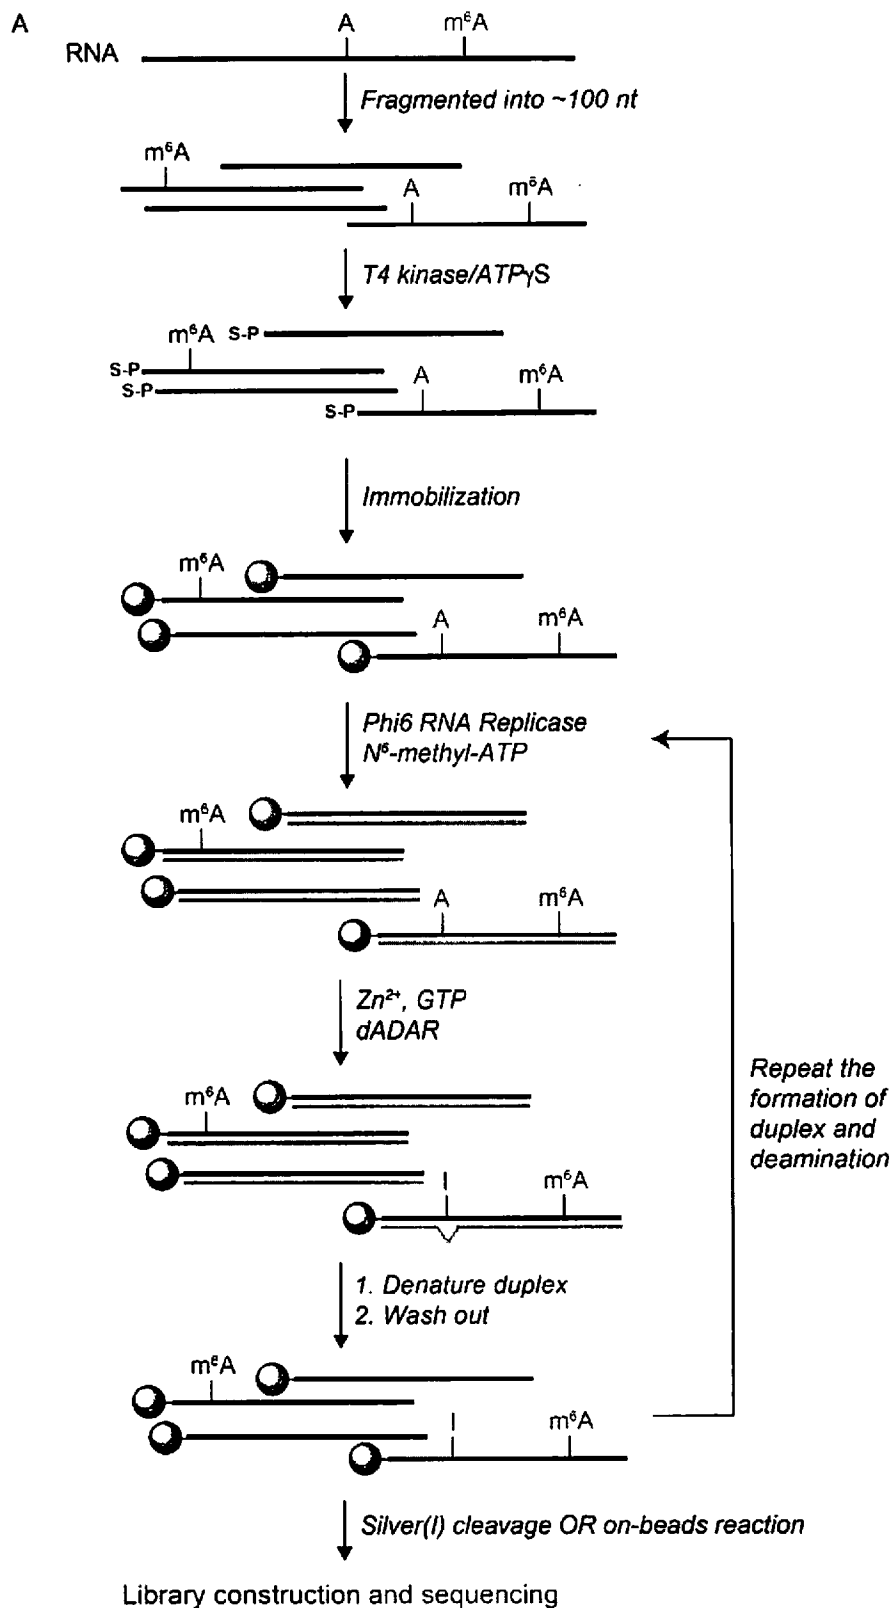 A
A m⁶A
RNA
Fragmented into ~100 nt
m⁶A
A m⁶A
T4 kinase/ATPγS
m⁶A S-P
S-P A m⁶A
S-P
S-P
Immobilization
m⁶A
A m⁶A
Phi6 RNA Replicase
N⁶-methyl-ATP
m⁶A
A m⁶A
Zn²⁺, GTP
dADAR
Repeat the
formation of
duplex and
deamination
m⁶A
I m⁶A
1. Denature duplex
2. Wash out
m⁶A
I m⁶A
Silver(I) cleavage OR on-beads reaction
Library construction and sequencing